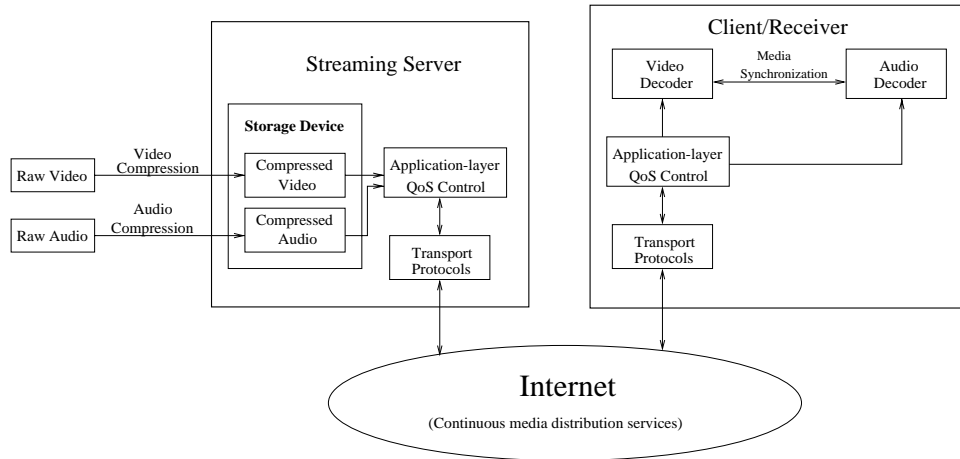 Streaming Server
Storage Device
Raw Video
Video
Compression
Compressed
Video
Application-layer
QoS Control
Raw Audio
Audio
Compression
Compressed
Audio
Transport
Protocols
Client/Receiver
Video
Decoder
Media
Synchronization
Audio
Decoder
Application-layer
QoS Control
Transport
Protocols
Internet
(Continuous media distribution services)